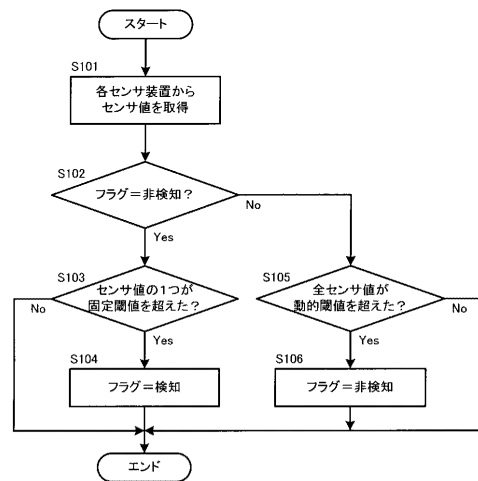 スタート
S101
各センサ装置から
センサ値を取得
S102
フラグ=非検知?
No
Yes
S103
センサ値の1つが
固定閾値を超えた?
No
Yes
S104
フラグ=検知
S105
全センサ値が
動的閾値を超えた?
No
Yes
S106
フラグ=非検知
エンド